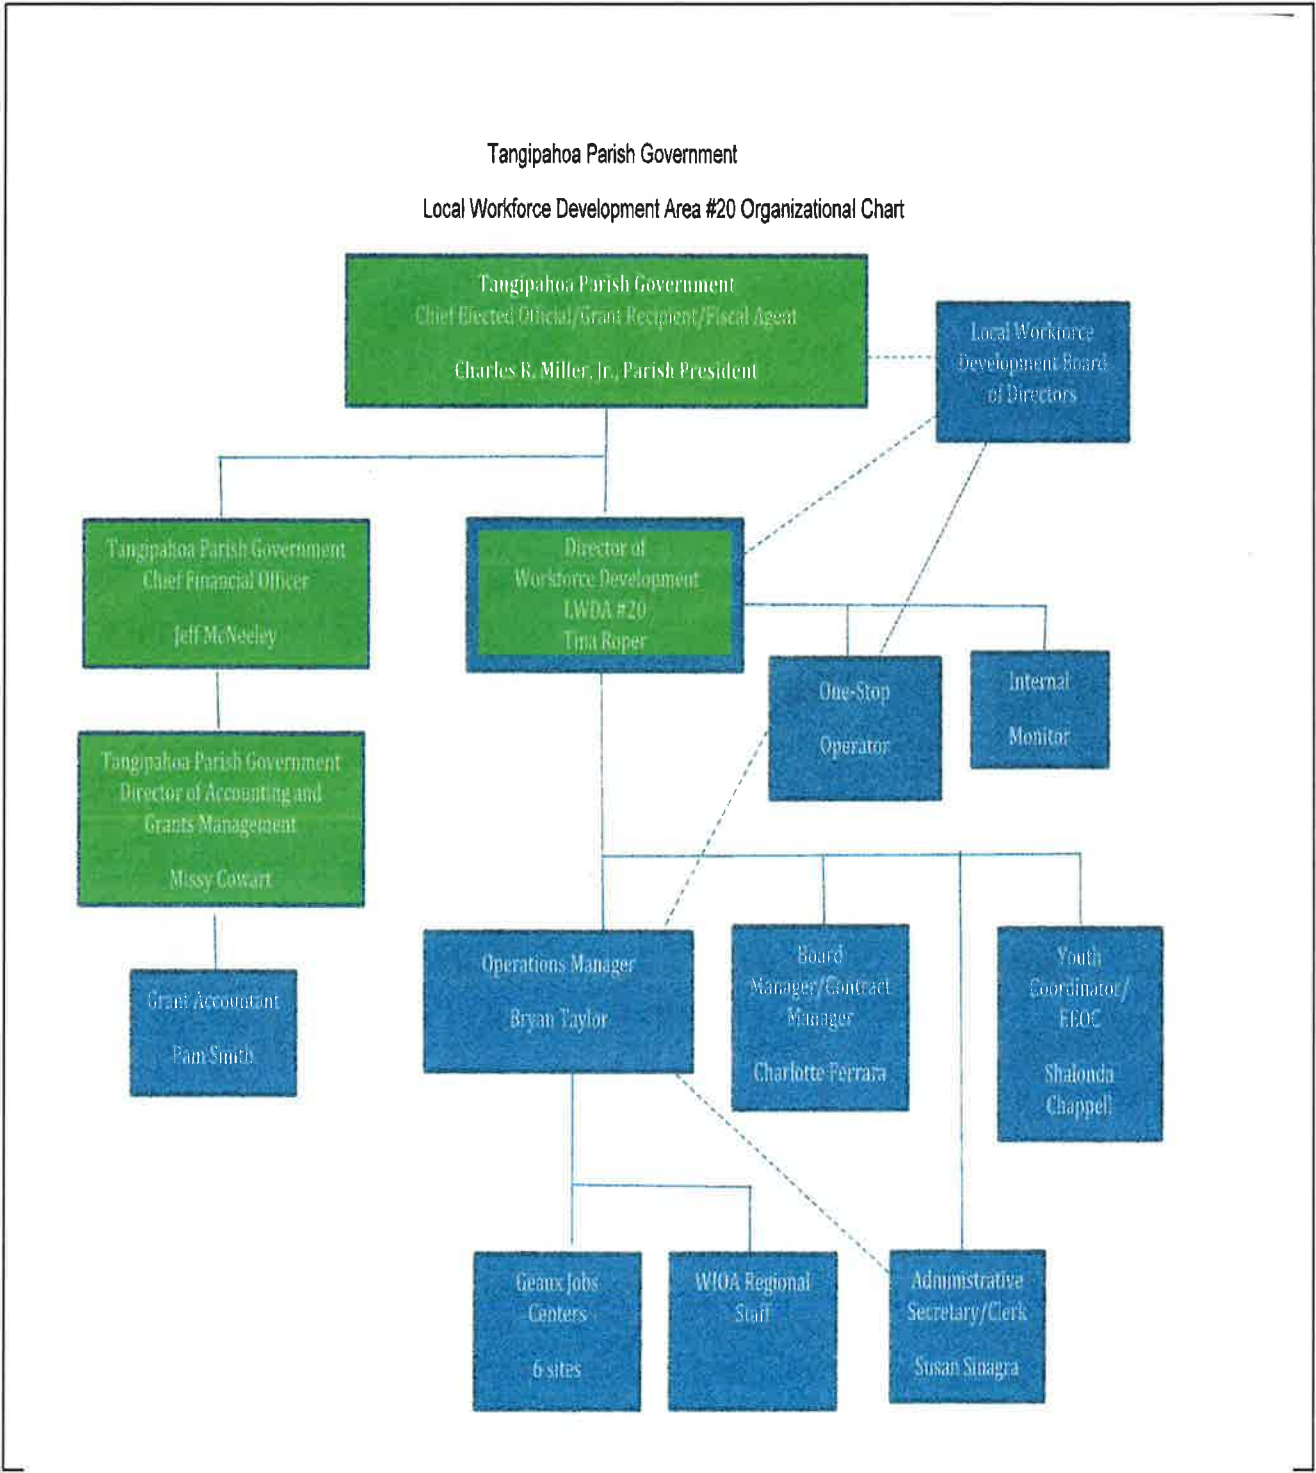 Tangipahoa Parish Government
Local Workforce Development Area #20 Organizational Chart
Tangipahoa Parish Government
Chief Elected Official/Grant Recipient/Fiscal Agent
Charles R. Miller, Jr., Parish President
Local Workforce
Development Board
of Directors
Tangipahoa Parish Government
Chief Financial Officer
Jeff McNeeley
Director of
Workforce Development
LWDA #20
Tina Roper
One-Stop
Operator
Internal
Monitor
Tangipahoa Parish Government
Director of Accounting and
Grants Management
Missy Cowart
Grant Accountant
Pam Smith
Operations Manager
Bryan Taylor
Board
Manager/Contract
Manager
Charlotte Ferrara
Youth
Coordinator/
EEOC
Shalonda
Chappell
Geaux Jobs
Centers
6 sites
WIOA Regional
Staff
Administrative
Secretary/Clerk
Susan Sinagra